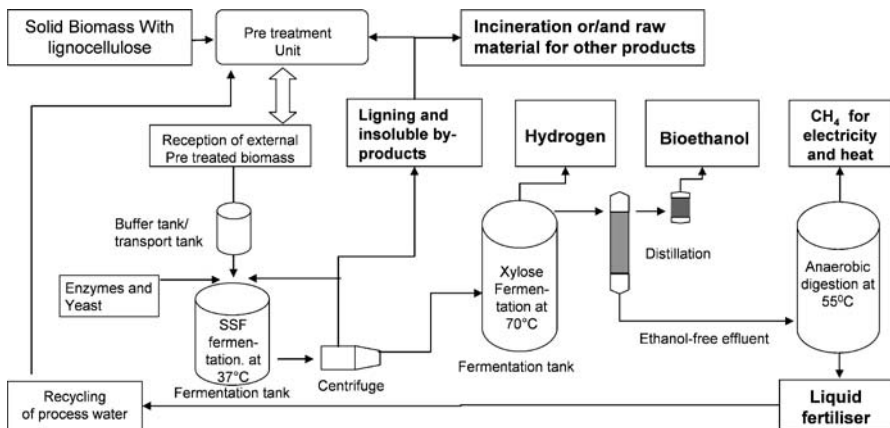 Solid Biomass With
lignocellulose
Pre treatment
Unit
Incineration or/and raw
material for other products
Reception of external
Pre treated biomass
Ligning and
insoluble by-
products
Hydrogen
Bioethanol
CH₄ for
electricity
and heat
Buffer tank/
transport tank
Enzymes and
Yeast
SSF
fermen-
tation. at
37°C
Fermentation tank
Centrifuge
Xylose
Fermen-
tation at
70°C
Fermentation tank
Distillation
Ethanol-free effluent
Anaerobic
digestion at
55⁰C
Recycling
of process water
Liquid
fertiliser